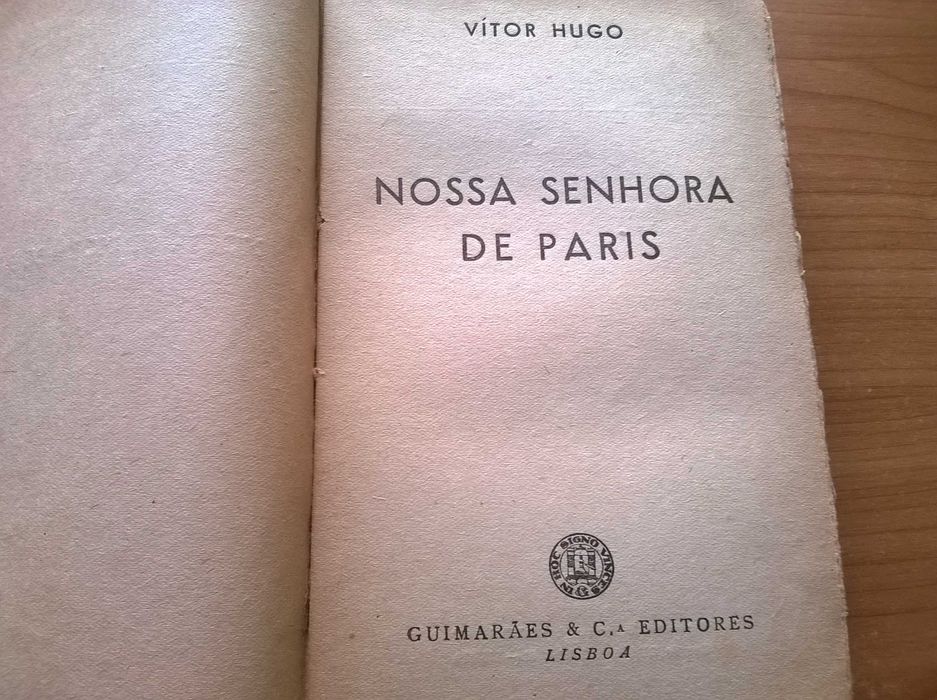 VÍTOR HUGO
NOSSA SENHORA
DE PARIS
IN HOC SIGNO VINCES
GUIMARÃES & C.ᴬ EDITORES
LISBOA